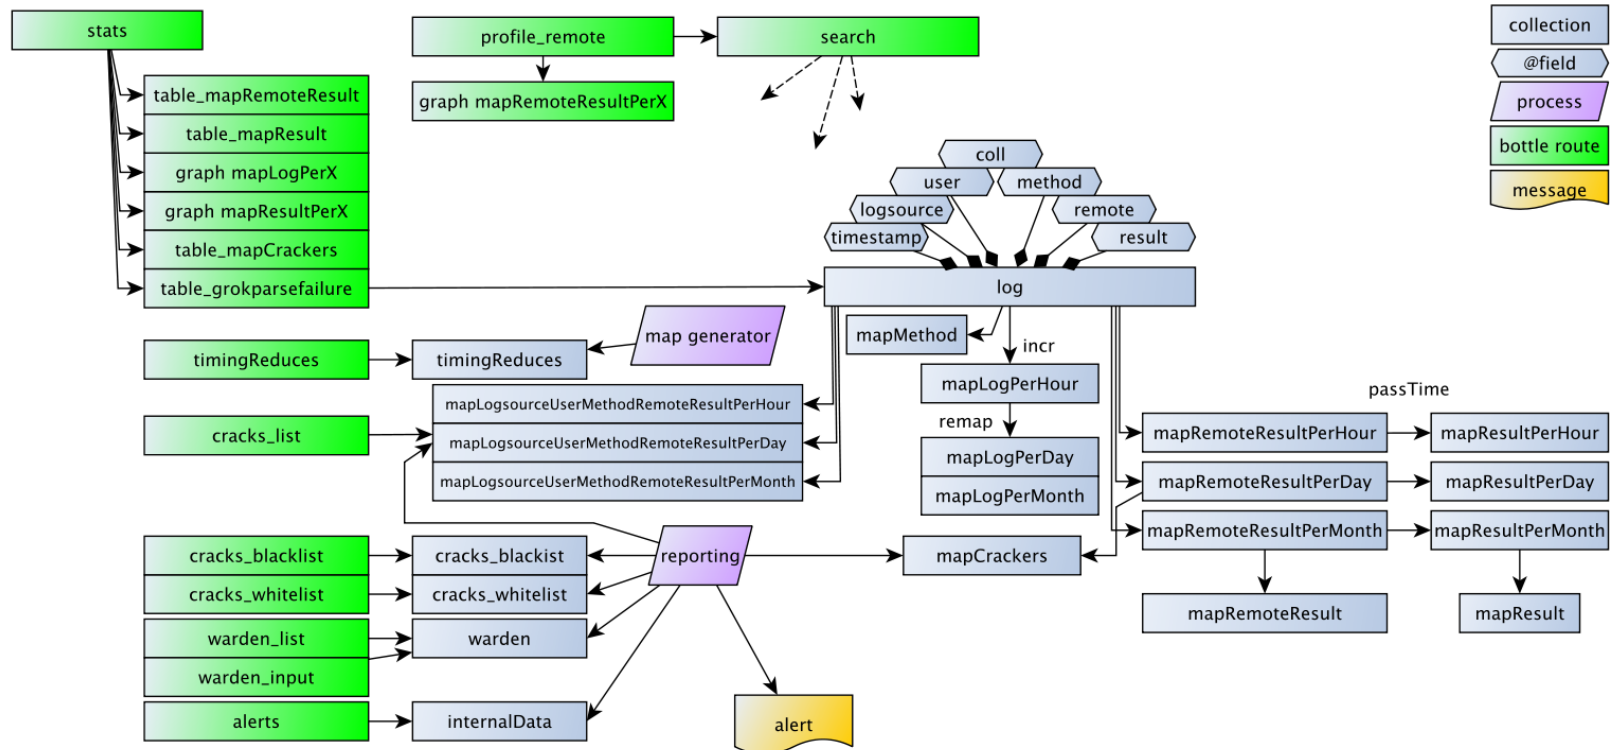 stats
profile_remote
search
collection
@field
process
bottle route
message
graph mapRemoteResultPerX
table_mapRemoteResult
table_mapResult
graph mapLogPerX
graph mapResultPerX
table_mapCrackers
table_grokparsefailure
coll
user
method
logsource
remote
timestamp
result
log
map generator
mapMethod
incr
timingReduces
timingReduces
mapLogPerHour
remap
mapLogPerDay
mapLogPerMonth
passTime
mapLogsourceUserMethodRemoteResultPerHour
mapLogsourceUserMethodRemoteResultPerDay
mapLogsourceUserMethodRemoteResultPerMonth
cracks_list
mapRemoteResultPerHour
mapResultPerHour
mapRemoteResultPerDay
mapResultPerDay
mapRemoteResultPerMonth
mapResultPerMonth
cracks_blacklist
cracks_blackist
reporting
mapCrackers
cracks_whitelist
cracks_whitelist
mapRemoteResult
mapResult
warden_list
warden
warden_input
alerts
internalData
alert